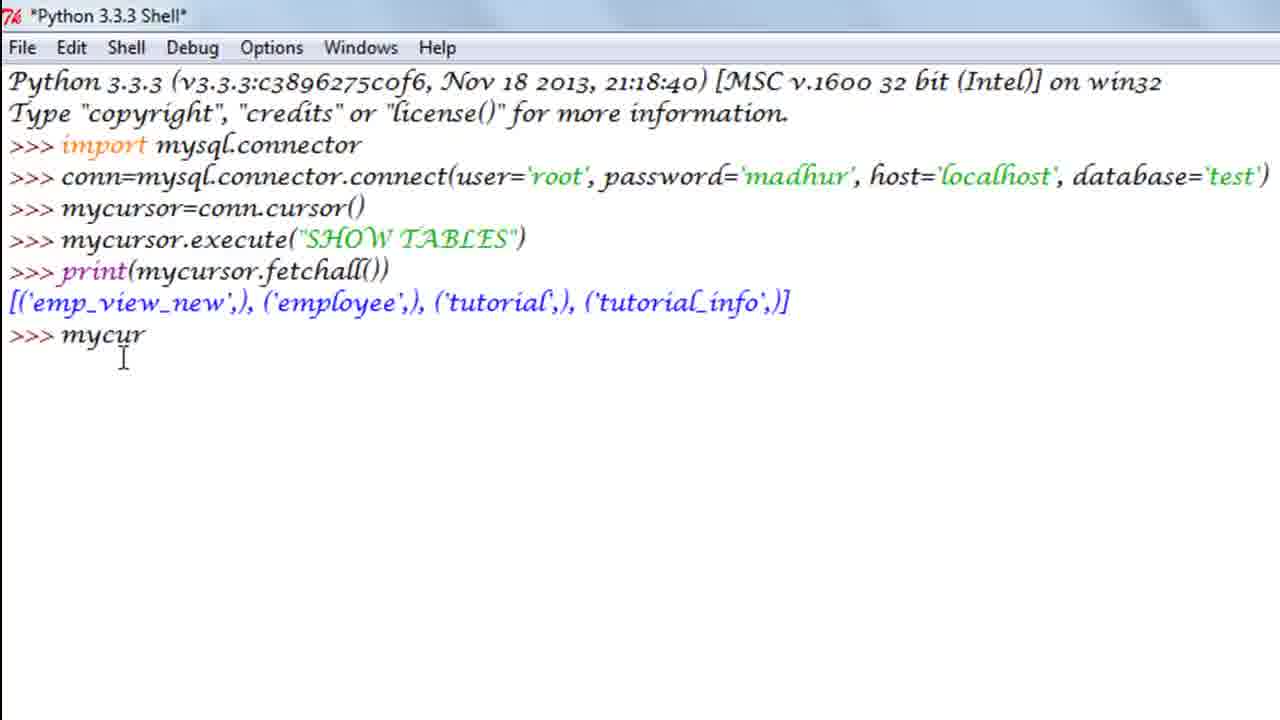 *Python 3.3.3 Shell*
File Edit Shell Debug Options Windows Help
Python 3.3.3 (v3.3.3:c3896275c0f6, Nov 18 2013, 21:18:40) [MSC v.1600 32 bit (Intel)] on win32
Type "copyright", "credits" or "license()" for more information.
>>> import mysql.connector
>>> conn=mysql.connector.connect(user='root', password='madhur', host='localhost', database='test')
>>> mycursor=conn.cursor()
>>> mycursor.execute("SHOW TABLES")
>>> print(mycursor.fetchall())
[('emp_view_new',), ('employee',), ('tutorial',), ('tutorial_info',)]
>>> mycur